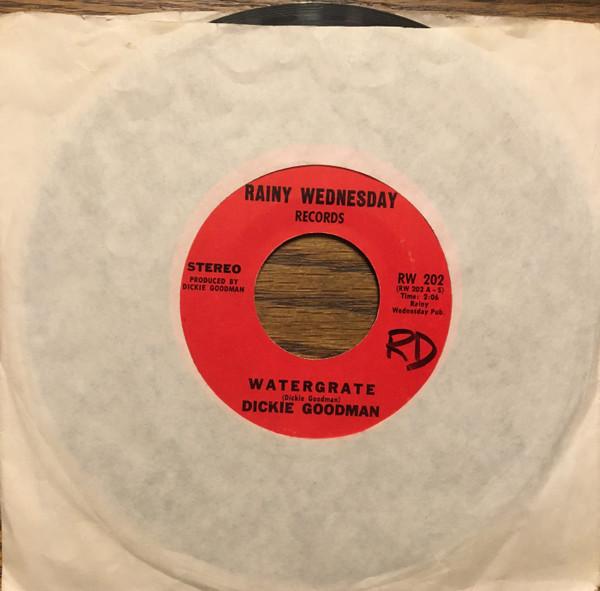 RAINY WEDNESDAY
RECORDS
STEREO
PRODUCED BY
DICKIE GOODMAN
RW 202
(RW 202 A - S)
Time: 2:06
Rainy
Wednesday Pub.
RD
WATERGRATE
(Dickie Goodman)
DICKIE GOODMAN